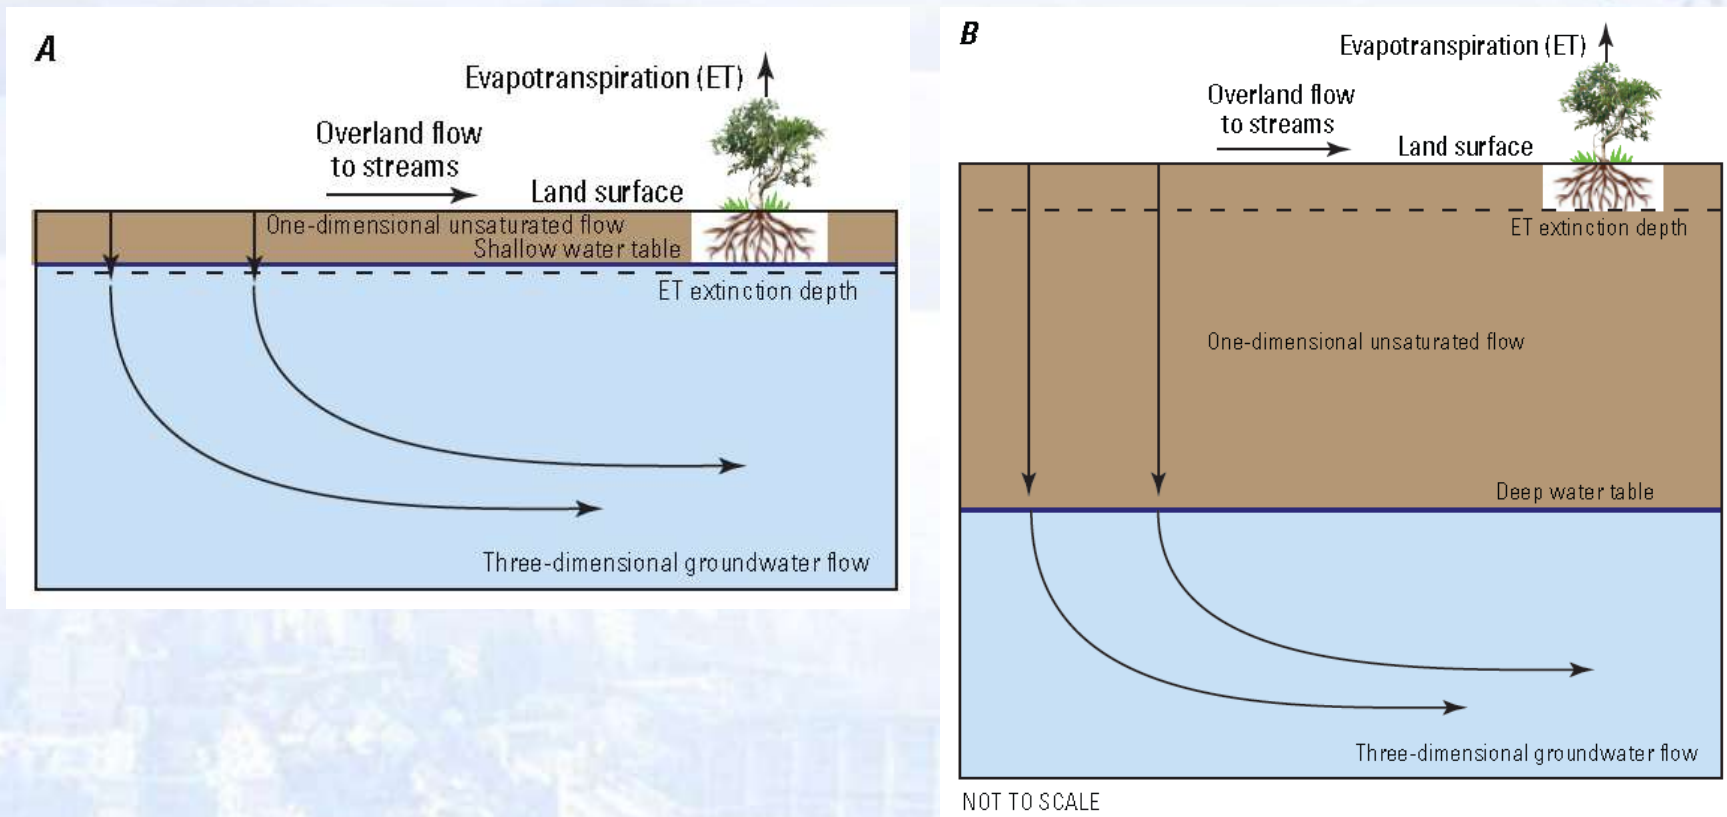 A
Evapotranspiration (ET)
Overland flow
to streams
Land surface
One-dimensional unsaturated flow
Shallow water table
ET extinction depth
Three-dimensional groundwater flow
B
Evapotranspiration (ET)
Overland flow
to streams
Land surface
ET extinction depth
One-dimensional unsaturated flow
Deep water table
Three-dimensional groundwater flow
NOT TO SCALE